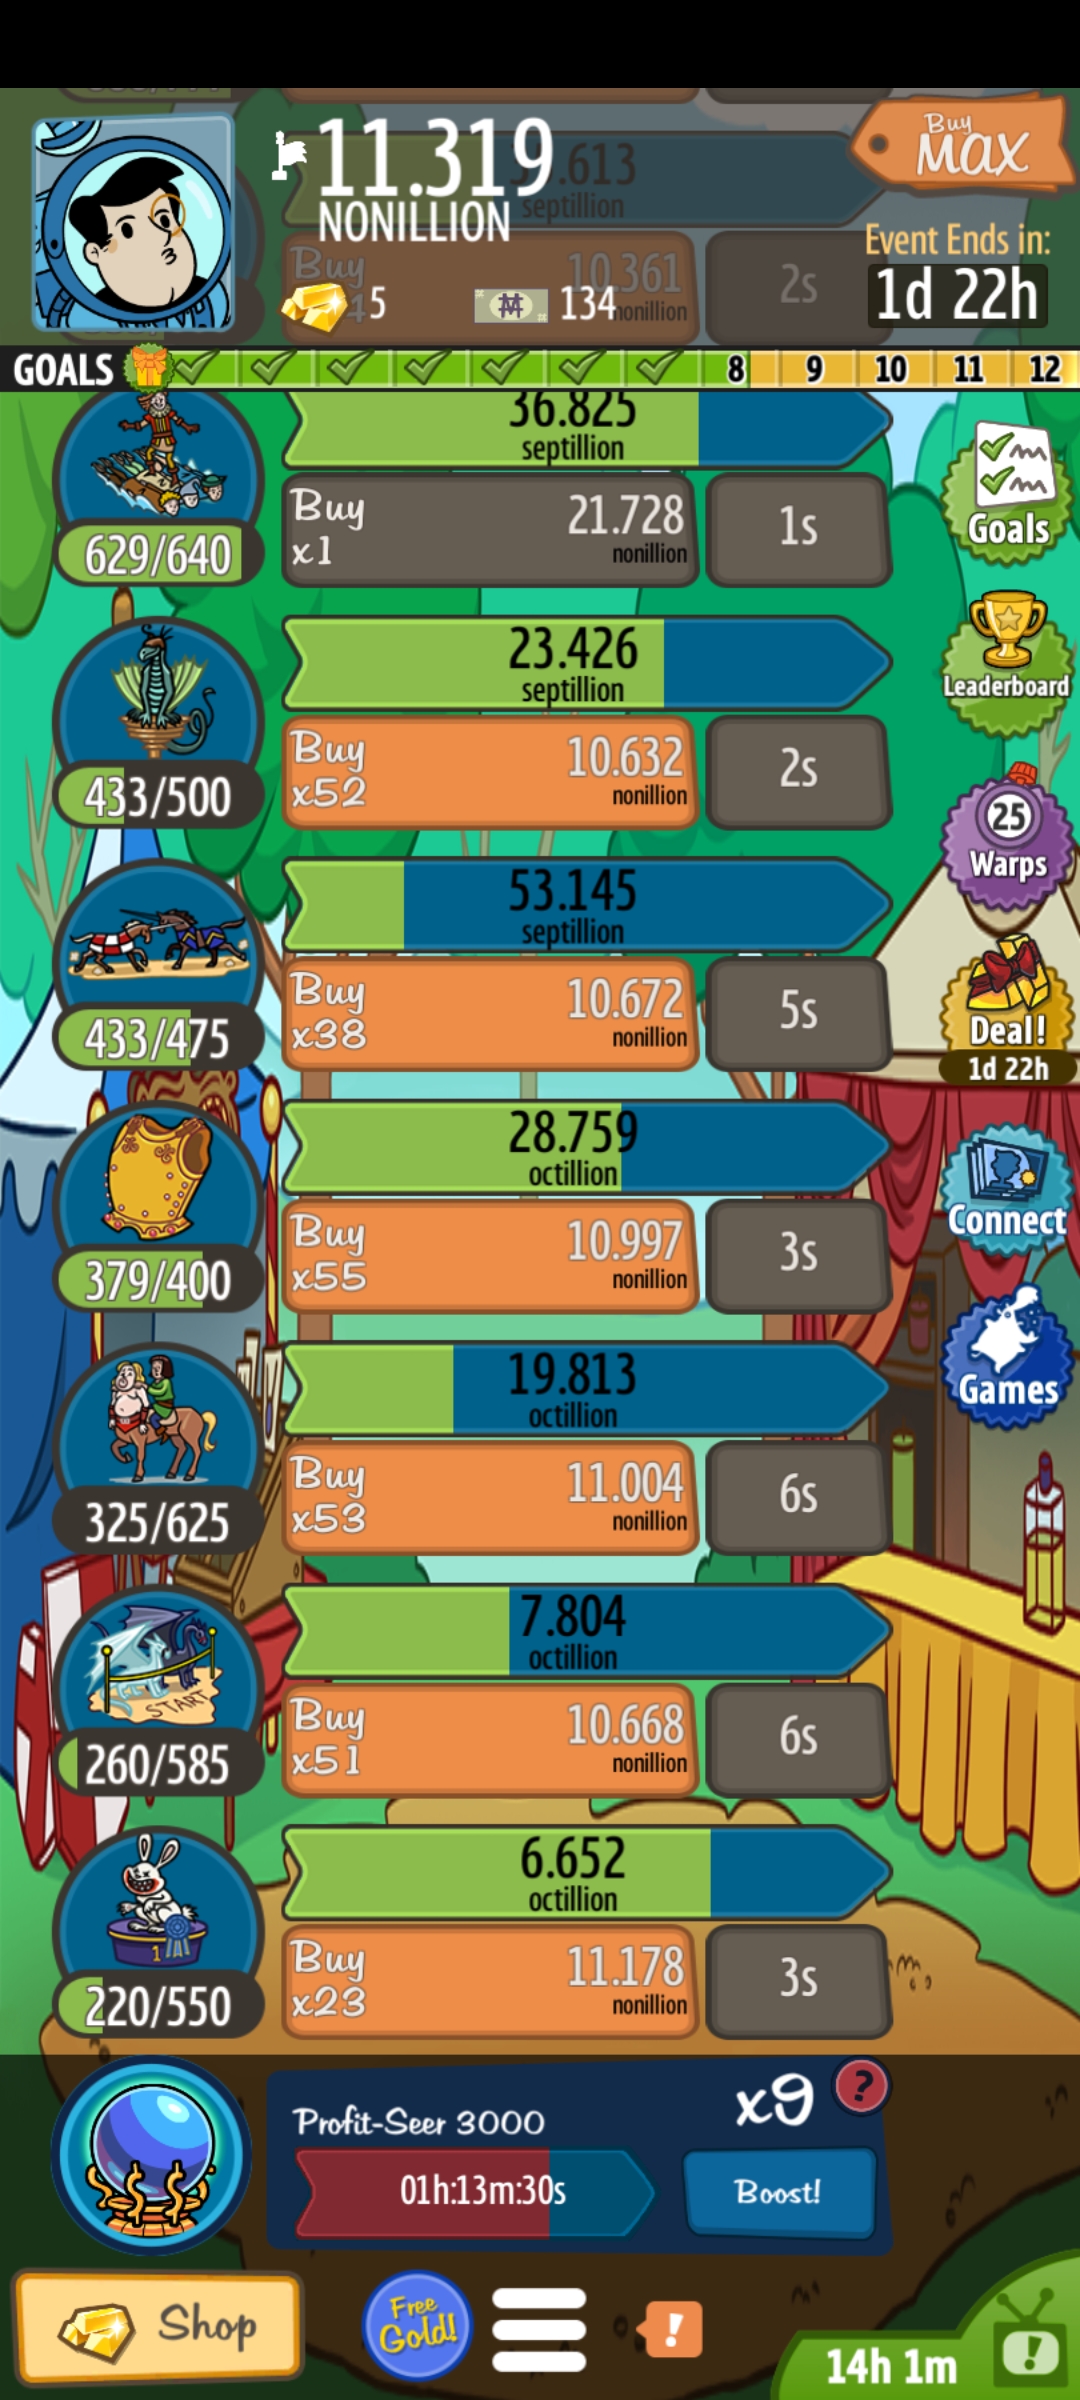 11.319
NONILLION
.613
septillion
Buy
MAX
Event Ends in:
1d 22h
Buy
10.361
nonillion
2s
5
134
GOALS
8 9 10 11 12
36.825
septillion
Buy
x1
21.728
nonillion
1s
629/640
Goals
23.426
septillion
Buy
x52
10.632
nonillion
2s
433/500
Leaderboard
25
Warps
53.145
septillion
Buy
x38
10.672
nonillion
5s
433/475
Deal!
1d 22h
28.759
octillion
Buy
x55
10.997
nonillion
3s
379/400
Connect
19.813
octillion
Buy
x53
11.004
nonillion
6s
325/625
Games
7.804
octillion
START
Buy
x51
10.668
nonillion
6s
260/585
6.652
octillion
1
Buy
x23
11.178
nonillion
3s
220/550
Profit-Seer 3000
x9
?
01h:13m:30s
Boost!
Shop
Free
Gold!
!
14h 1m
!